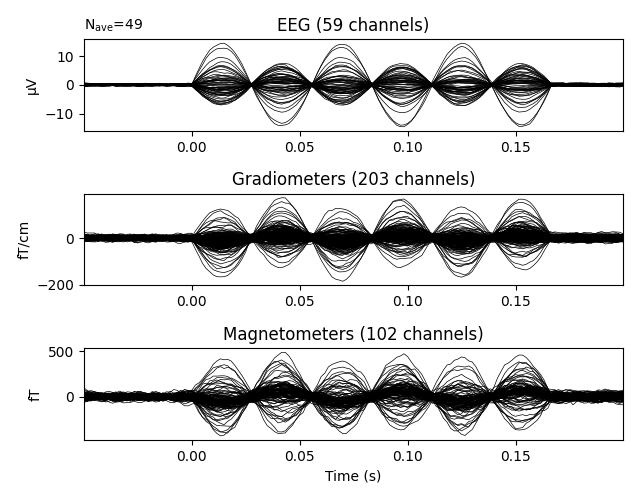 N_ave=49
EEG (59 channels)
10
0
−10
µV
0.00 0.05 0.10 0.15
Gradiometers (203 channels)
0
−200
fT/cm
0.00 0.05 0.10 0.15
Magnetometers (102 channels)
500
0
fT
0.00 0.05 0.10 0.15
Time (s)